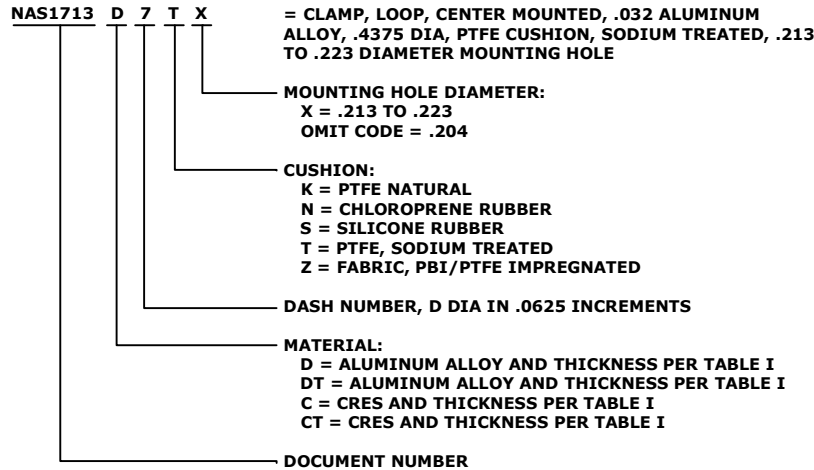 NAS1713 D 7 T X = CLAMP, LOOP, CENTER MOUNTED, .032 ALUMINUM
ALLOY, .4375 DIA, PTFE CUSHION, SODIUM TREATED, .213
TO .223 DIAMETER MOUNTING HOLE
MOUNTING HOLE DIAMETER:
X = .213 TO .223
OMIT CODE = .204
CUSHION:
K = PTFE NATURAL
N = CHLOROPRENE RUBBER
S = SILICONE RUBBER
T = PTFE, SODIUM TREATED
Z = FABRIC, PBI/PTFE IMPREGNATED
DASH NUMBER, D DIA IN .0625 INCREMENTS
MATERIAL:
D = ALUMINUM ALLOY AND THICKNESS PER TABLE I
DT = ALUMINUM ALLOY AND THICKNESS PER TABLE I
C = CRES AND THICKNESS PER TABLE I
CT = CRES AND THICKNESS PER TABLE I
DOCUMENT NUMBER